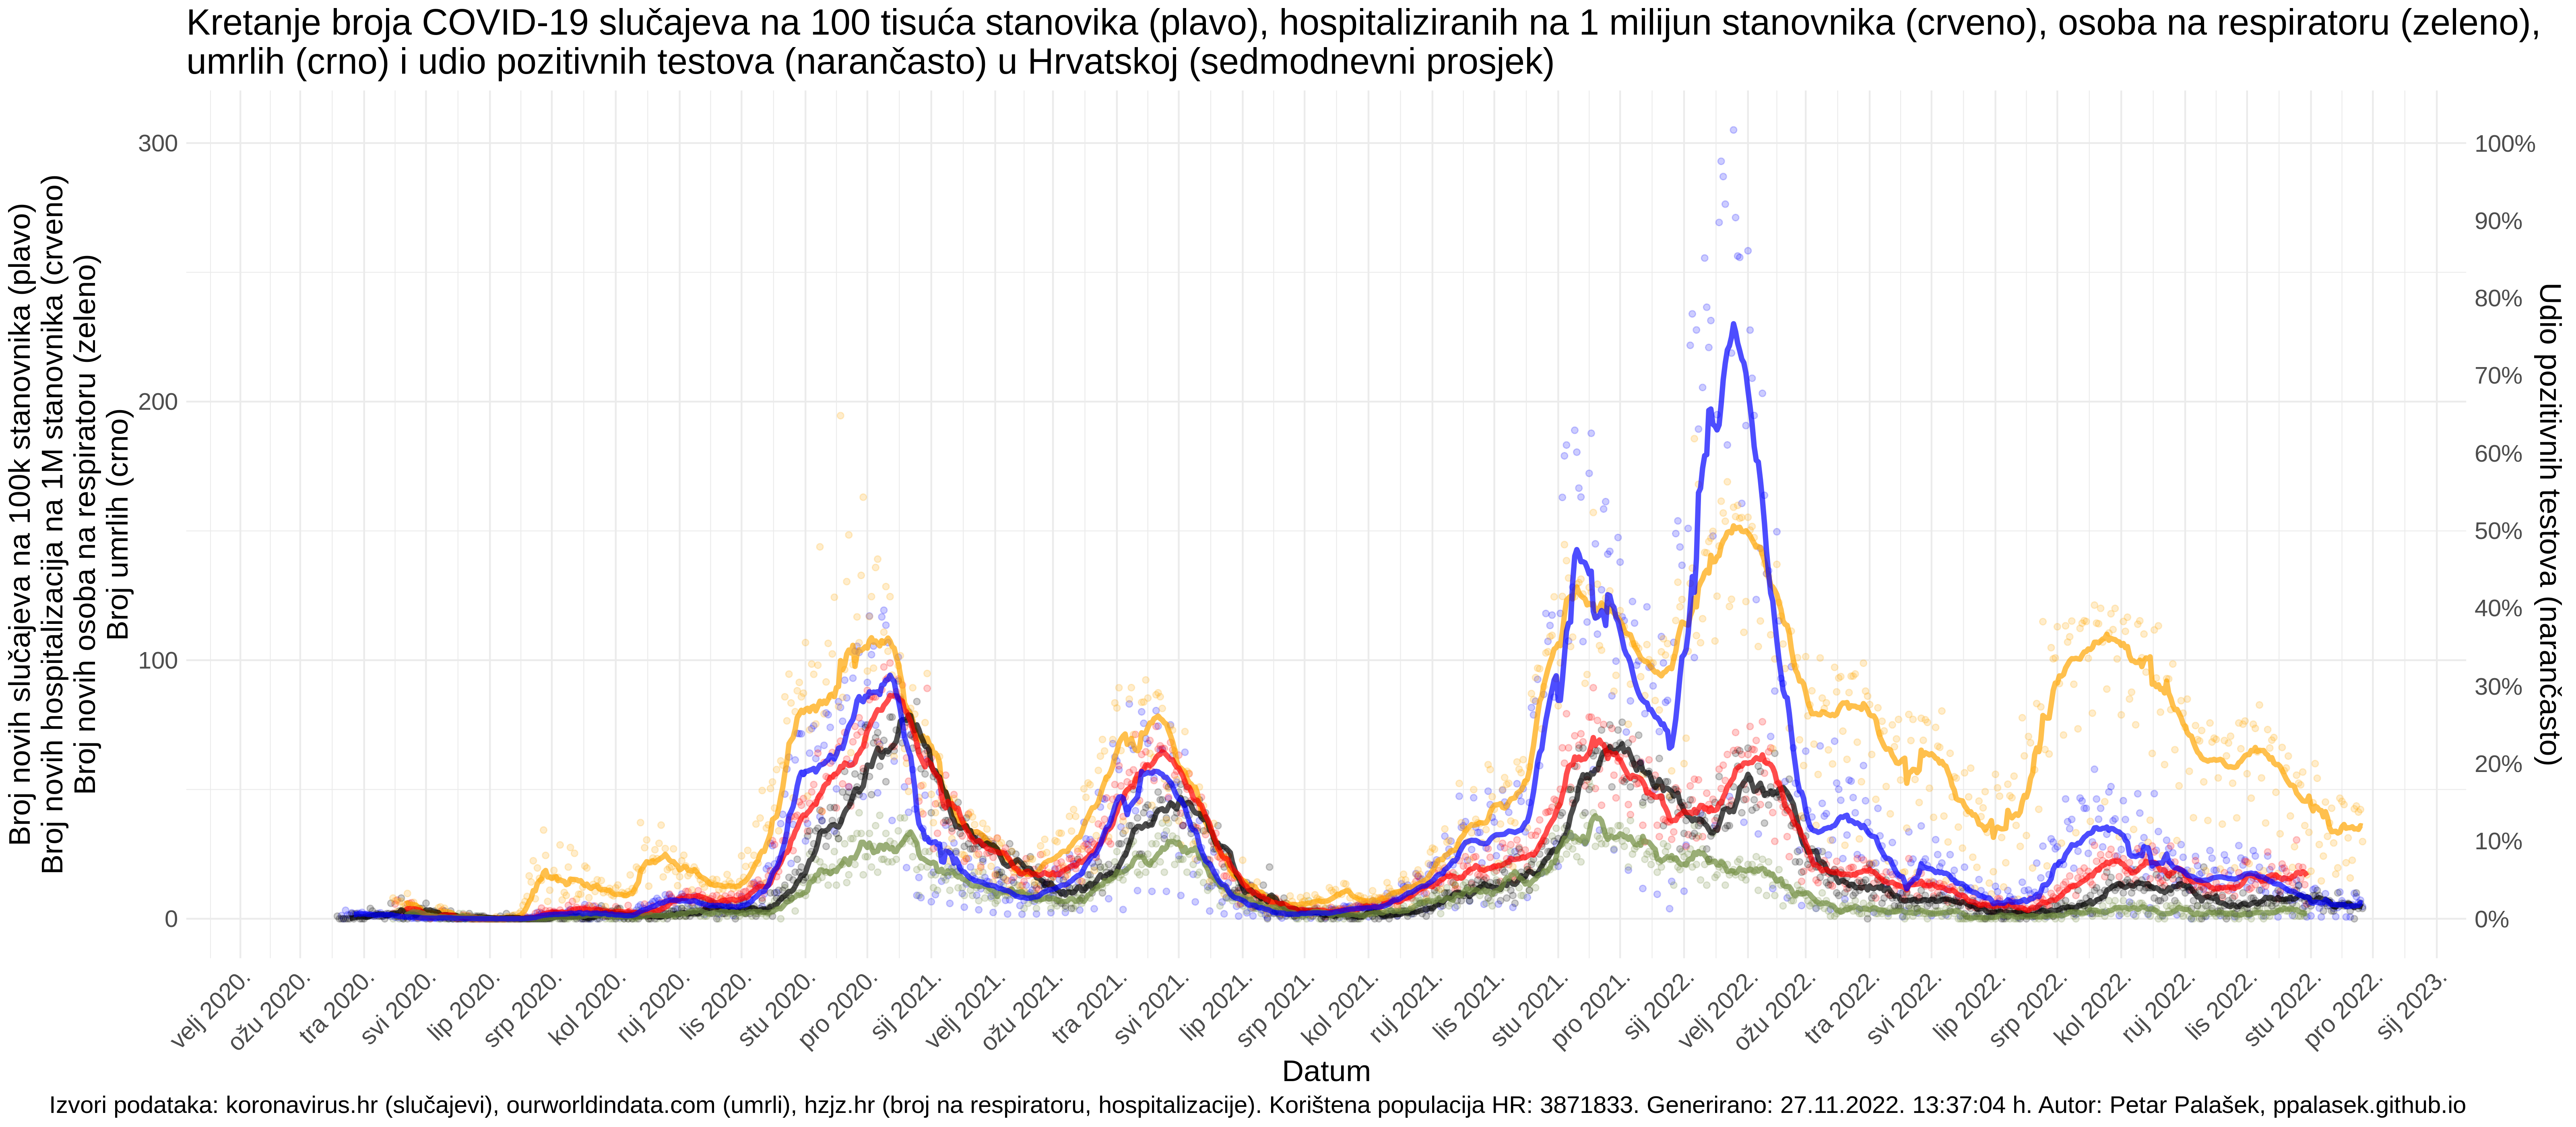 Kretanje broja COVID-19 slučajeva na 100 tisuća stanovika (plavo), hospitaliziranih na 1 milijun stanovnika (crveno), osoba na respiratoru (zeleno),
umrlih (crno) i udio pozitivnih testova (narančasto) u Hrvatskoj (sedmodnevni prosjek)
Broj novih slučajeva na 100k stanovnika (plavo)
Broj novih hospitalizacija na 1M stanovnika (crveno)
Broj novih osoba na respiratoru (zeleno)
Broj umrlih (crno)
300
200
100
0
100%
90%
80%
70%
60%
50%
40%
30%
20%
10%
0%
Udio pozitivnih testova (narančasto)
velj 2020.
ožu 2020.
tra 2020.
svi 2020.
lip 2020.
srp 2020.
kol 2020.
ruj 2020.
lis 2020.
stu 2020.
pro 2020.
sij 2021.
velj 2021.
ožu 2021.
tra 2021.
svi 2021.
lip 2021.
srp 2021.
kol 2021.
ruj 2021.
lis 2021.
stu 2021.
pro 2021.
sij 2022.
velj 2022.
ožu 2022.
tra 2022.
svi 2022.
lip 2022.
srp 2022.
kol 2022.
ruj 2022.
lis 2022.
stu 2022.
pro 2022.
sij 2023.
Datum
Izvori podataka: koronavirus.hr (slučajevi), ourworldindata.com (umrli), hzjz.hr (broj na respiratoru, hospitalizacije). Korištena populacija HR: 3871833. Generirano: 27.11.2022. 13:37:04 h. Autor: Petar Palašek, ppalasek.github.io